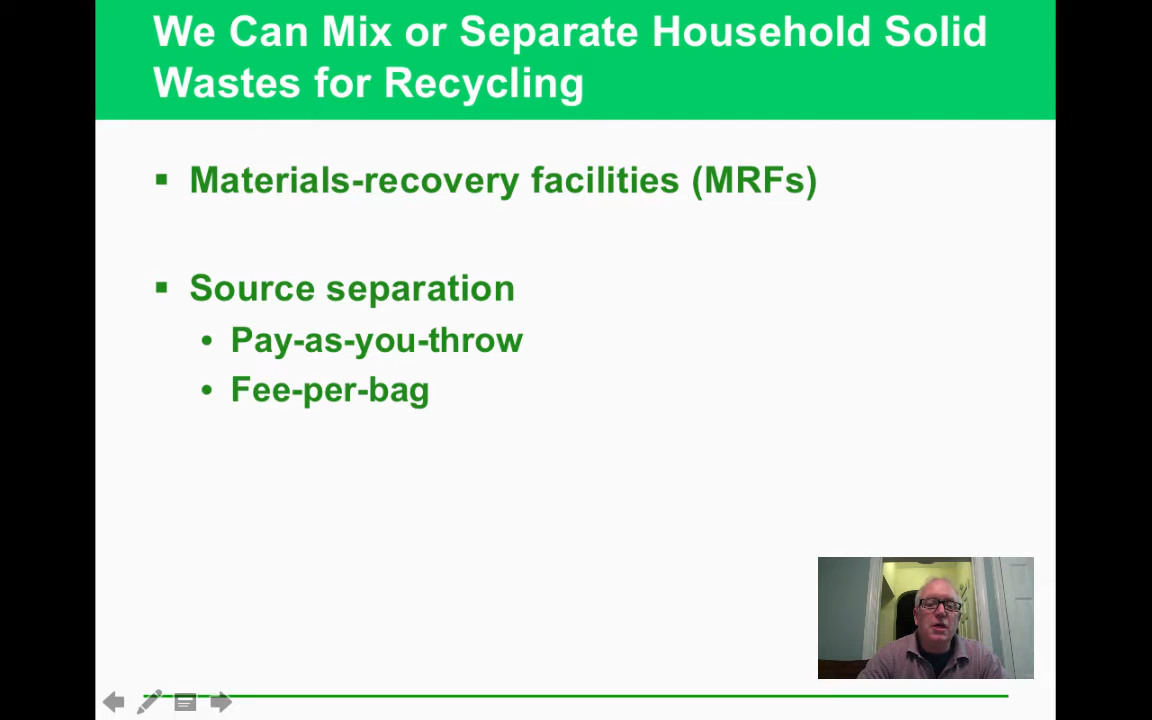 We Can Mix or Separate Household Solid
Wastes for Recycling
▪ Materials-recovery facilities (MRFs)
▪ Source separation
• Pay-as-you-throw
• Fee-per-bag